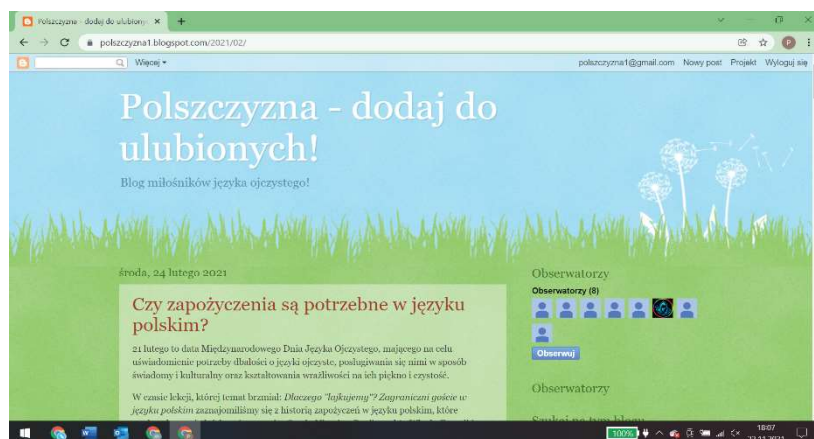 Polszczyzna - dodaj do ulubiony
polszczyzna1.blogspot.com/2021/02/
P
Więcej
polszczyzna1@gmail.com Nowy post Projekt Wyloguj się
Polszczyzna - dodaj do
ulubionych!
Blog miłośników języka ojczystego!
środa, 24 lutego 2021
Czy zapożyczenia są potrzebne w języku
polskim?
21 lutego to data Międzynarodowego Dnia Języka Ojczystego, mającego na celu
uświadomienie potrzeby dbałości o języki ojczyste, posługiwania się nimi w sposób
świadomy i kulturalny oraz kształtowania wrażliwości na ich piękno i czystość.
W czasie lekcji, której temat brzmiał: Dlaczego "lajkujemy"? Zagraniczni goście w
języku polskim zaznajomiliśmy się z historią zapożyczeń w języku polskim, które
Obserwatorzy
Obserwatorzy (8)
Obserwuj
Obserwatorzy
Szukaj na tym blogu
100%
18:07